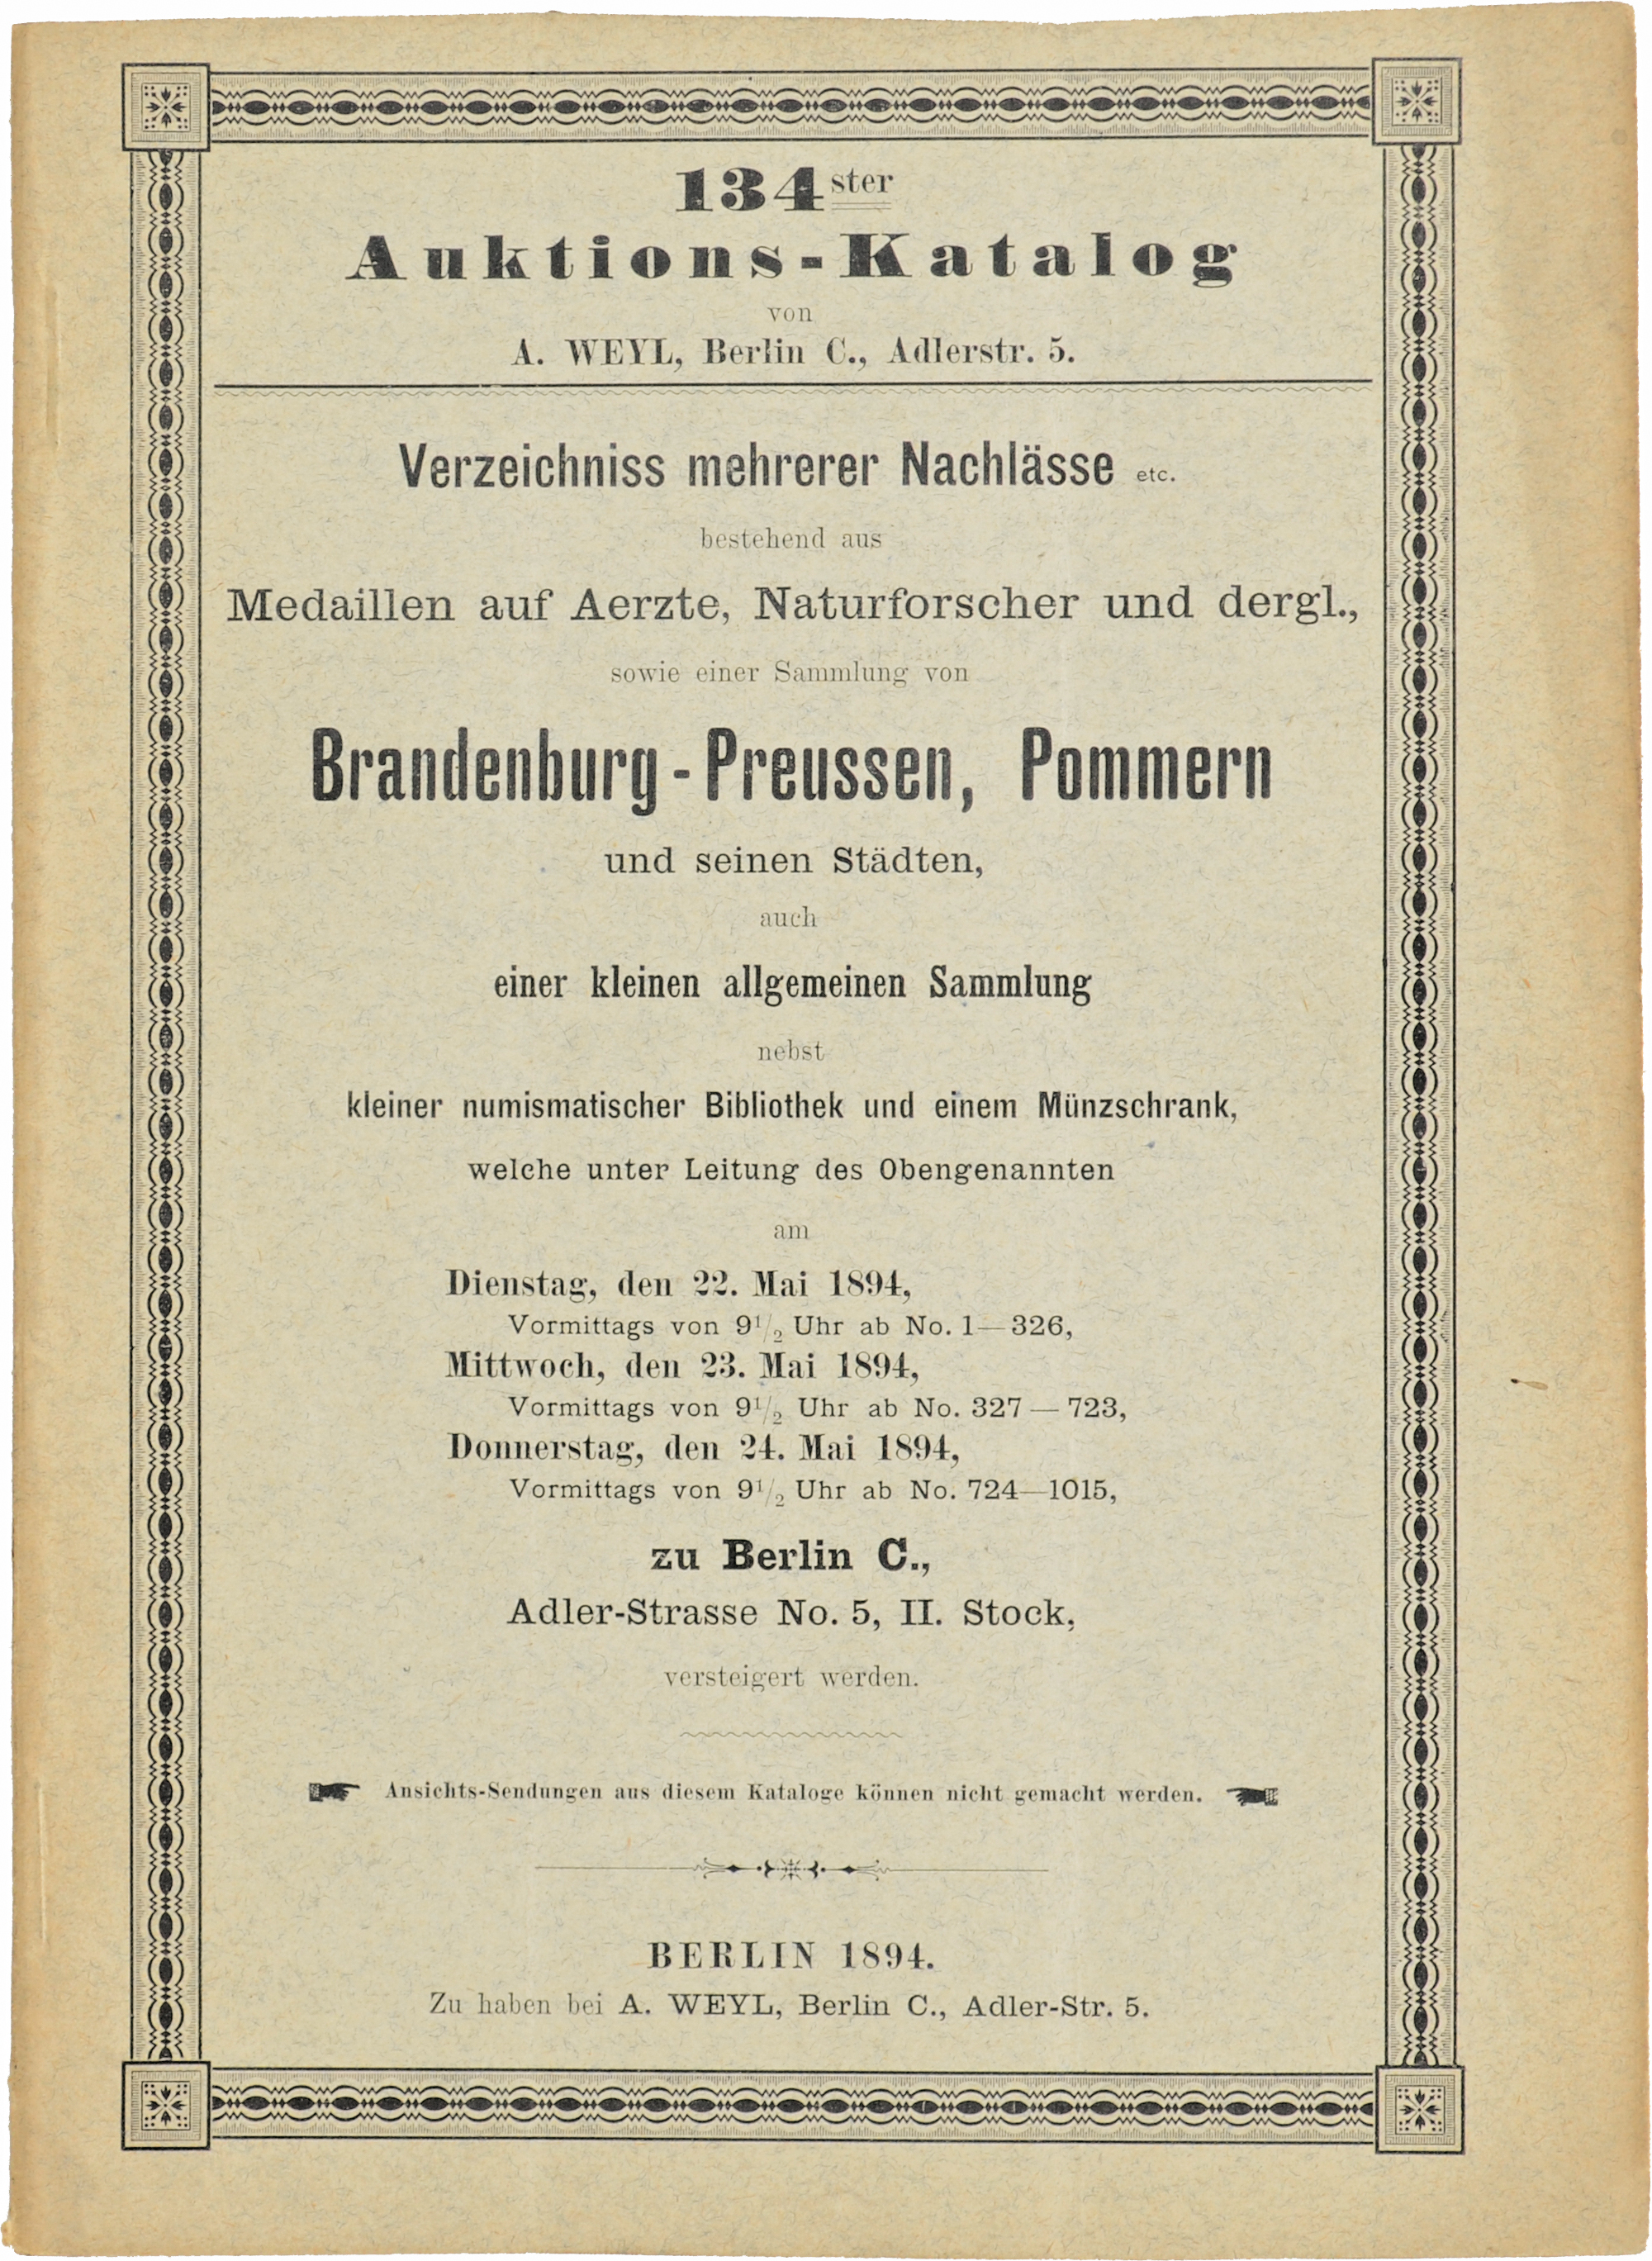 134ster
Auktions-Katalog
von
A. WEYL, Berlin C., Adlerstr. 5.
Verzeichniss mehrerer Nachlässe etc.
bestehend aus
Medaillen auf Aerzte, Naturforscher und dergl.,
sowie einer Sammlung von
Brandenburg-Preussen, Pommern
und seinen Städten,
auch
einer kleinen allgemeinen Sammlung
nebst
kleiner numismatischer Bibliothek und einem Münzschrank,
welche unter Leitung des Obengenannten
am
Dienstag, den 22. Mai 1894,
Vormittags von 9½ Uhr ab No. 1—326,
Mittwoch, den 23. Mai 1894,
Vormittags von 9½ Uhr ab No. 327—723,
Donnerstag, den 24. Mai 1894,
Vormittags von 9½ Uhr ab No. 724—1015,
zu Berlin C.,
Adler-Strasse No. 5, II. Stock,
versteigert werden.
Ansichts-Sendungen aus diesem Kataloge können nicht gemacht werden.
BERLIN 1894.
Zu haben bei A. WEYL, Berlin C., Adler-Str. 5.